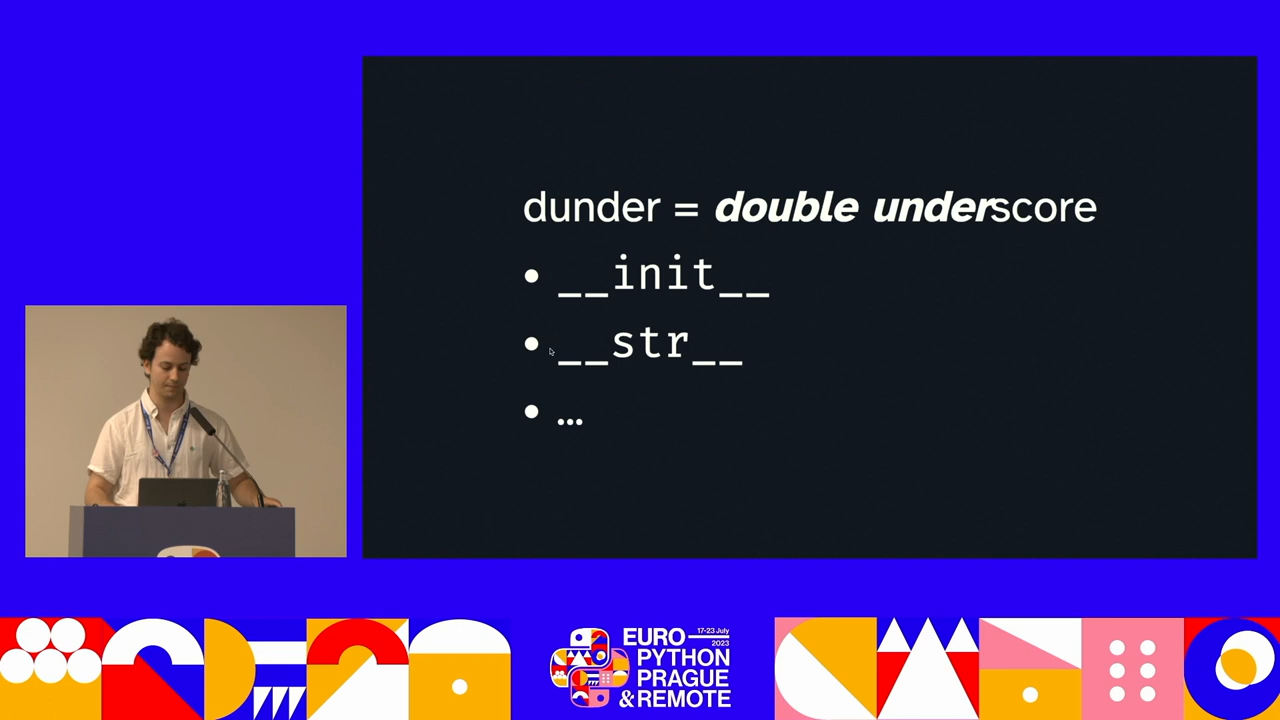 dunder = double underscore
• __init__
• __str__
• ...
EURO 17-23 July
2023
PYTHON
PRAGUE
& REMOTE